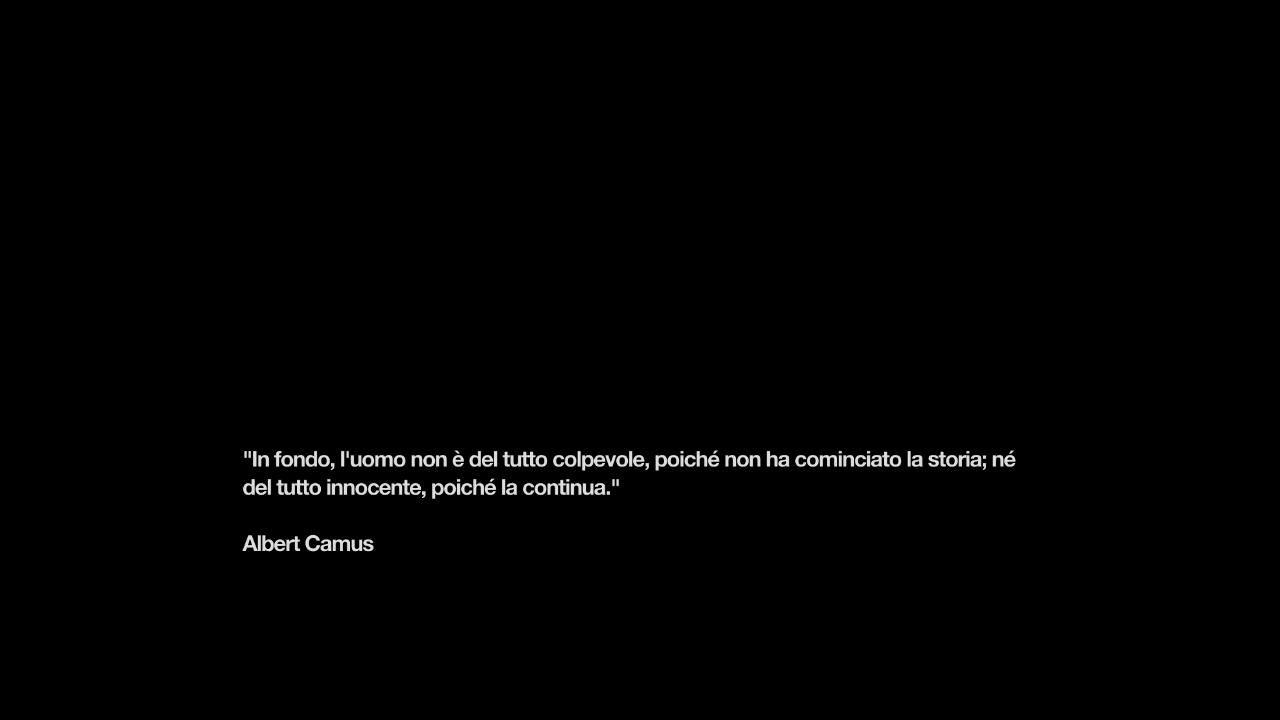 "In fondo, l'uomo non è del tutto colpevole, poiché non ha cominciato la storia; né
del tutto innocente, poiché la continua."
Albert Camus